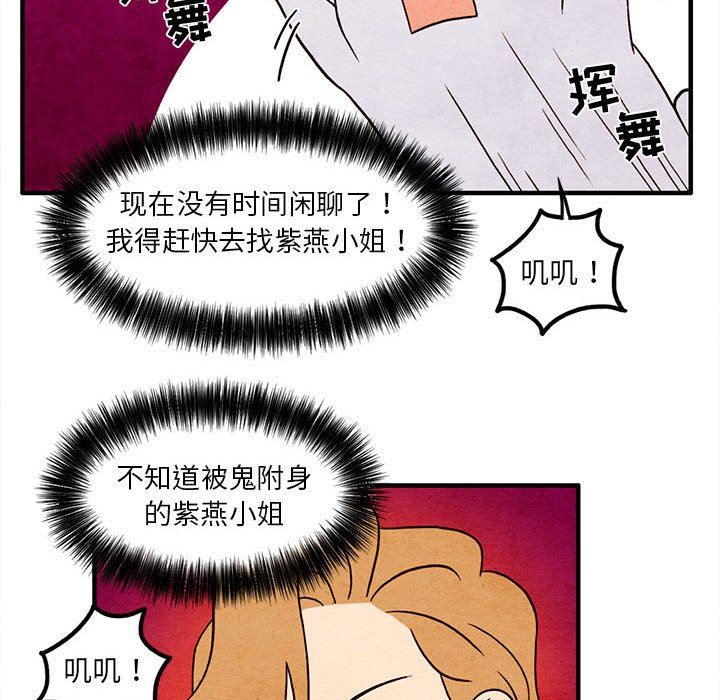 挥舞
挥舞
现在没有时间闲聊了！
我得赶快去找紫燕小姐！
叽叽！
不知道被鬼附身
的紫燕小姐
叽叽！